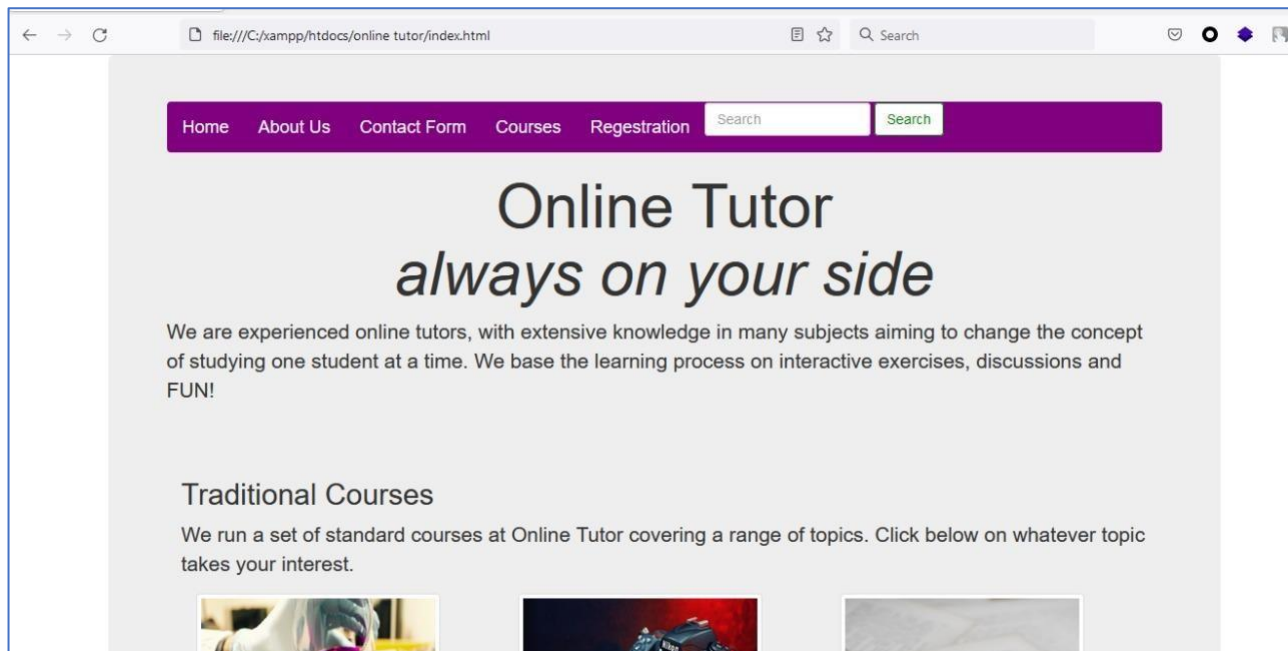 file:///C:/xampp/htdocs/online tutor/index.html
Search
Home About Us Contact Form Courses Regestration Search Search
Online Tutor
always on your side
We are experienced online tutors, with extensive knowledge in many subjects aiming to change the concept
of studying one student at a time. We base the learning process on interactive exercises, discussions and
FUN!
Traditional Courses
We run a set of standard courses at Online Tutor covering a range of topics. Click below on whatever topic
takes your interest.